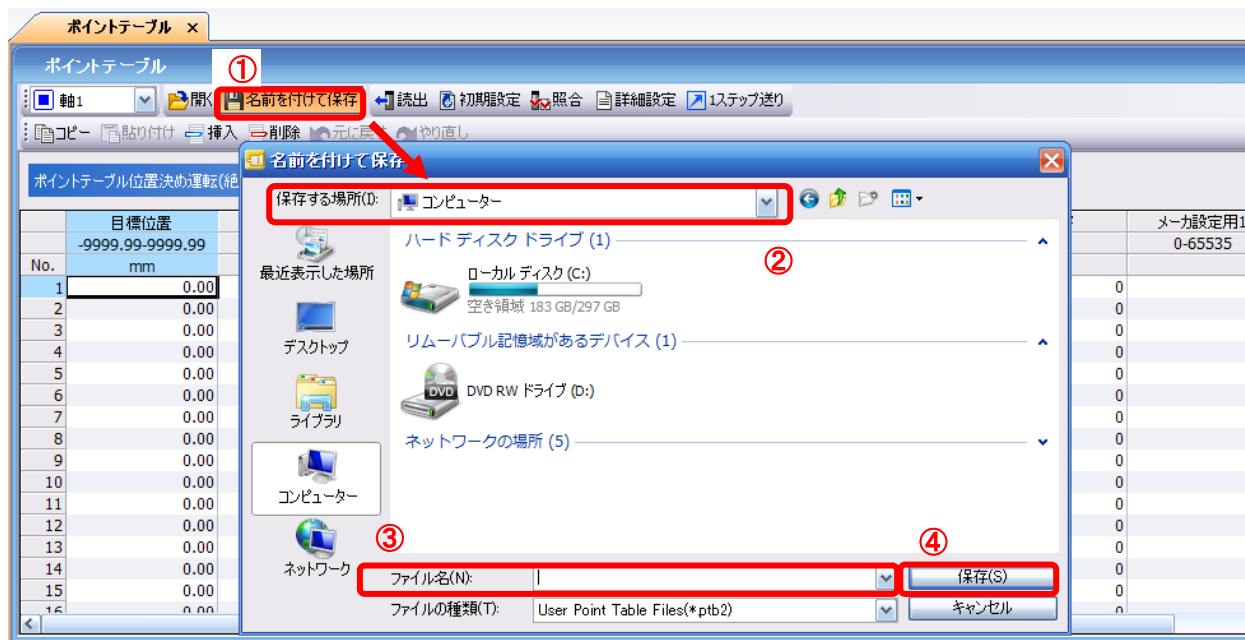 ポイントテーブル ×
ポイントテーブル
①
軸1 開く 名前を付けて保存 読出 初期設定 照合 詳細設定 1ステップ送り
コピー 貼り付け 挿入 削除 元に戻す やり直し
名前を付けて保存
ポイントテーブル位置決め運転(絶
保存する場所(I): コンピューター
②
目標位置
-9999.99-9999.99
No. mm
メーカ設定用1
0-65535
最近表示した場所
デスクトップ
ライブラリ
コンピューター
ネットワーク
ハード ディスク ドライブ (1)
ローカル ディスク (C:)
空き領域 183 GB/297 GB
リムーバブル記憶域があるデバイス (1)
DVD RW ドライブ (D:)
ネットワークの場所 (5)
1 0.00 0
2 0.00 0
3 0.00 0
4 0.00 0
5 0.00 0
6 0.00 0
7 0.00 0
8 0.00 0
9 0.00 0
10 0.00 0
11 0.00 0
12 0.00 0
13 0.00 0
14 0.00 0
15 0.00 0
16 0.00 0
③
ファイル名(N):
④
保存(S)
ファイルの種類(T): User Point Table Files(*ptb2)
キャンセル